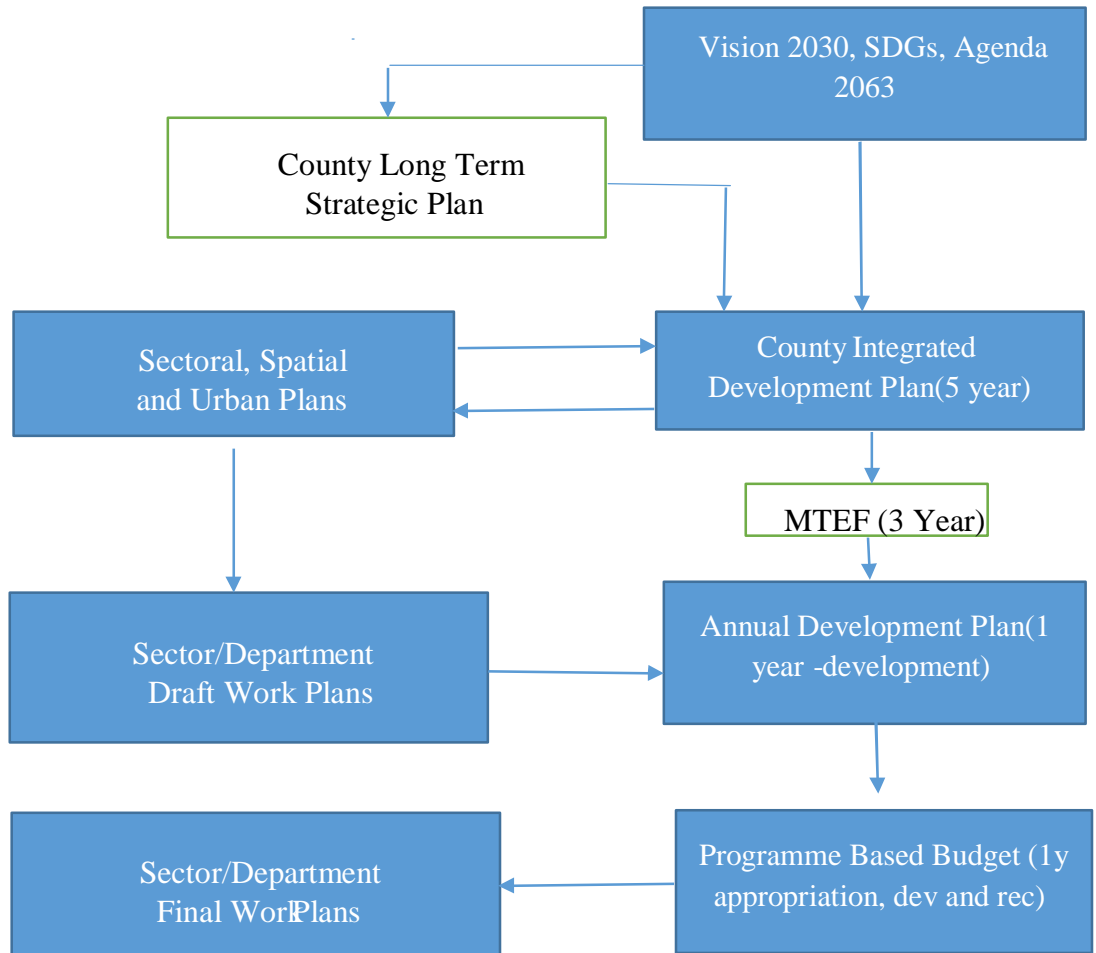 Vision 2030, SDGs, Agenda
2063
County Long Term
Strategic Plan
Sectoral, Spatial
and Urban Plans
County Integrated
Development Plan(5 year)
MTEF (3 Year)
Sector/Department
Draft Work Plans
Annual Development Plan(1
year -development)
Sector/Department
Final WorkPlans
Programme Based Budget (1y
appropriation, dev and rec)